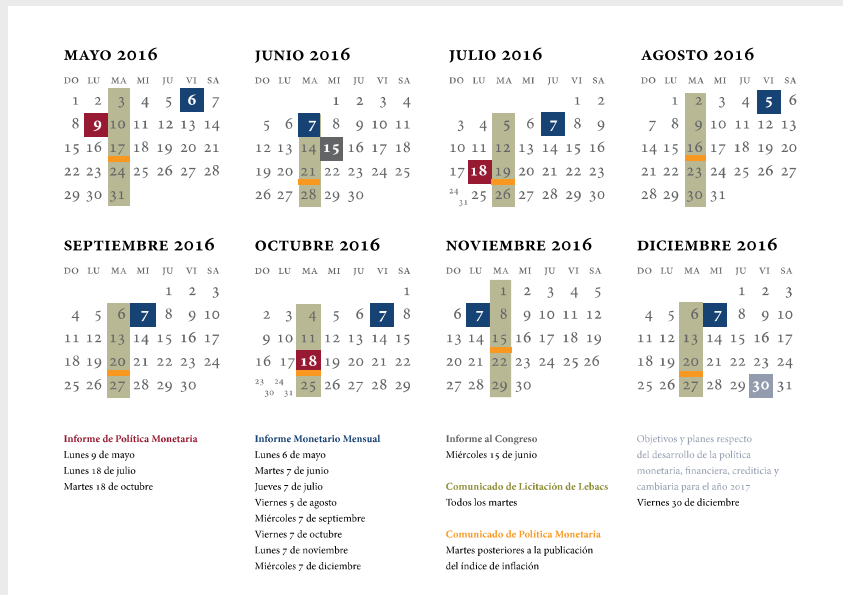 MAYO 2016
DO LU MA MI JU VI SA
1 2 3 4 5 6 7
8 9 10 11 12 13 14
15 16 17 18 19 20 21
22 23 24 25 26 27 28
29 30 31
JUNIO 2016
DO LU MA MI JU VI SA
1 2 3 4
5 6 7 8 9 10 11
12 13 14 15 16 17 18
19 20 21 22 23 24 25
26 27 28 29 30
JULIO 2016
DO LU MA MI JU VI SA
1 2
3 4 5 6 7 8 9
10 11 12 13 14 15 16
17 18 19 20 21 22 23
24 31 25 26 27 28 29 30
AGOSTO 2016
DO LU MA MI JU VI SA
1 2 3 4 5 6
7 8 9 10 11 12 13
14 15 16 17 18 19 20
21 22 23 24 25 26 27
28 29 30 31
SEPTIEMBRE 2016
DO LU MA MI JU VI SA
1 2 3
4 5 6 7 8 9 10
11 12 13 14 15 16 17
18 19 20 21 22 23 24
25 26 27 28 29 30
OCTUBRE 2016
DO LU MA MI JU VI SA
1
2 3 4 5 6 7 8
9 10 11 12 13 14 15
16 17 18 19 20 21 22
23 30 24 31 25 26 27 28 29
NOVIEMBRE 2016
DO LU MA MI JU VI SA
1 2 3 4 5
6 7 8 9 10 11 12
13 14 15 16 17 18 19
20 21 22 23 24 25 26
27 28 29 30
DICIEMBRE 2016
DO LU MA MI JU VI SA
1 2 3
4 5 6 7 8 9 10
11 12 13 14 15 16 17
18 19 20 21 22 23 24
25 26 27 28 29 30 31
Informe de Política Monetaria
Lunes 9 de mayo
Lunes 18 de julio
Martes 18 de octubre
Informe Monetario Mensual
Lunes 6 de mayo
Martes 7 de junio
Jueves 7 de julio
Viernes 5 de agosto
Miércoles 7 de septiembre
Viernes 7 de octubre
Lunes 7 de noviembre
Miércoles 7 de diciembre
Informe al Congreso
Miércoles 15 de junio
Comunicado de Licitación de Lebacs
Todos los martes
Comunicado de Política Monetaria
Martes posteriores a la publicación
del índice de inflación
Objetivos y planes respecto
del desarrollo de la política
monetaria, financiera, crediticia y
cambiaria para el año 2017
Viernes 30 de diciembre